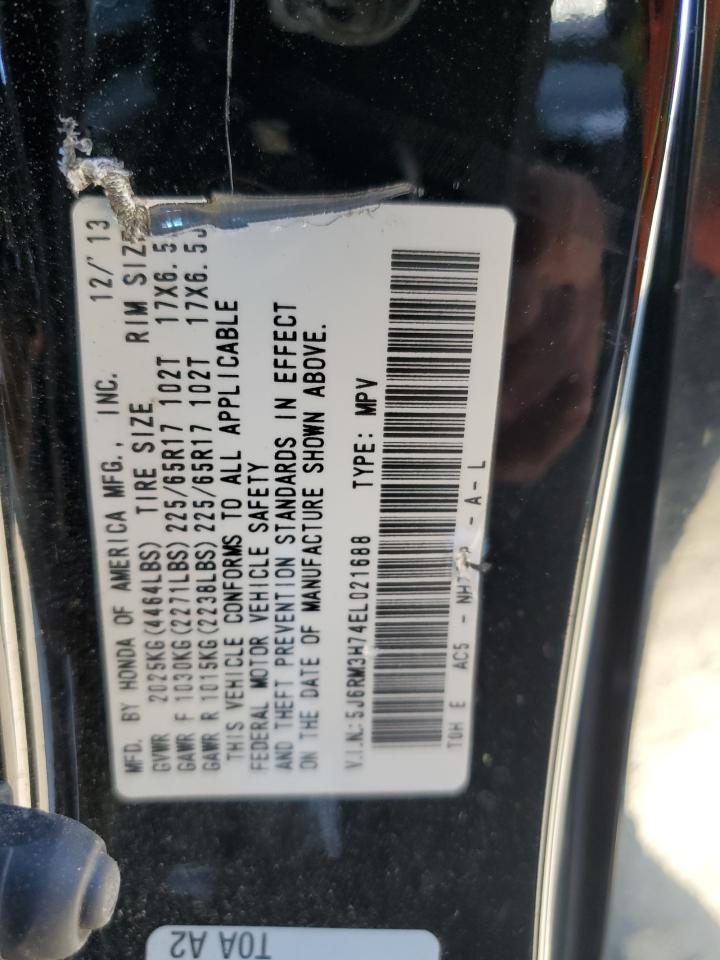 MFD. BY HONDA OF AMERICA MFG., INC. 12/'13
GVWR 2025KG(4464LBS) TIRE SIZE RIM SIZE
GAWR F 1030KG(2271LBS) 225/65R17 102T 17X6.5J
GAWR R 1015KG(2238LBS) 225/65R17 102T 17X6.5J
THIS VEHICLE CONFORMS TO ALL APPLICABLE
FEDERAL MOTOR VEHICLE SAFETY
AND THEFT PREVENTION STANDARDS IN EFFECT
ON THE DATE OF MANUFACTURE SHOWN ABOVE.
V.I.N.: 5J6RM3H74EL021688 TYPE: MPV
T0H E AC5 - - A - L
T0A A2